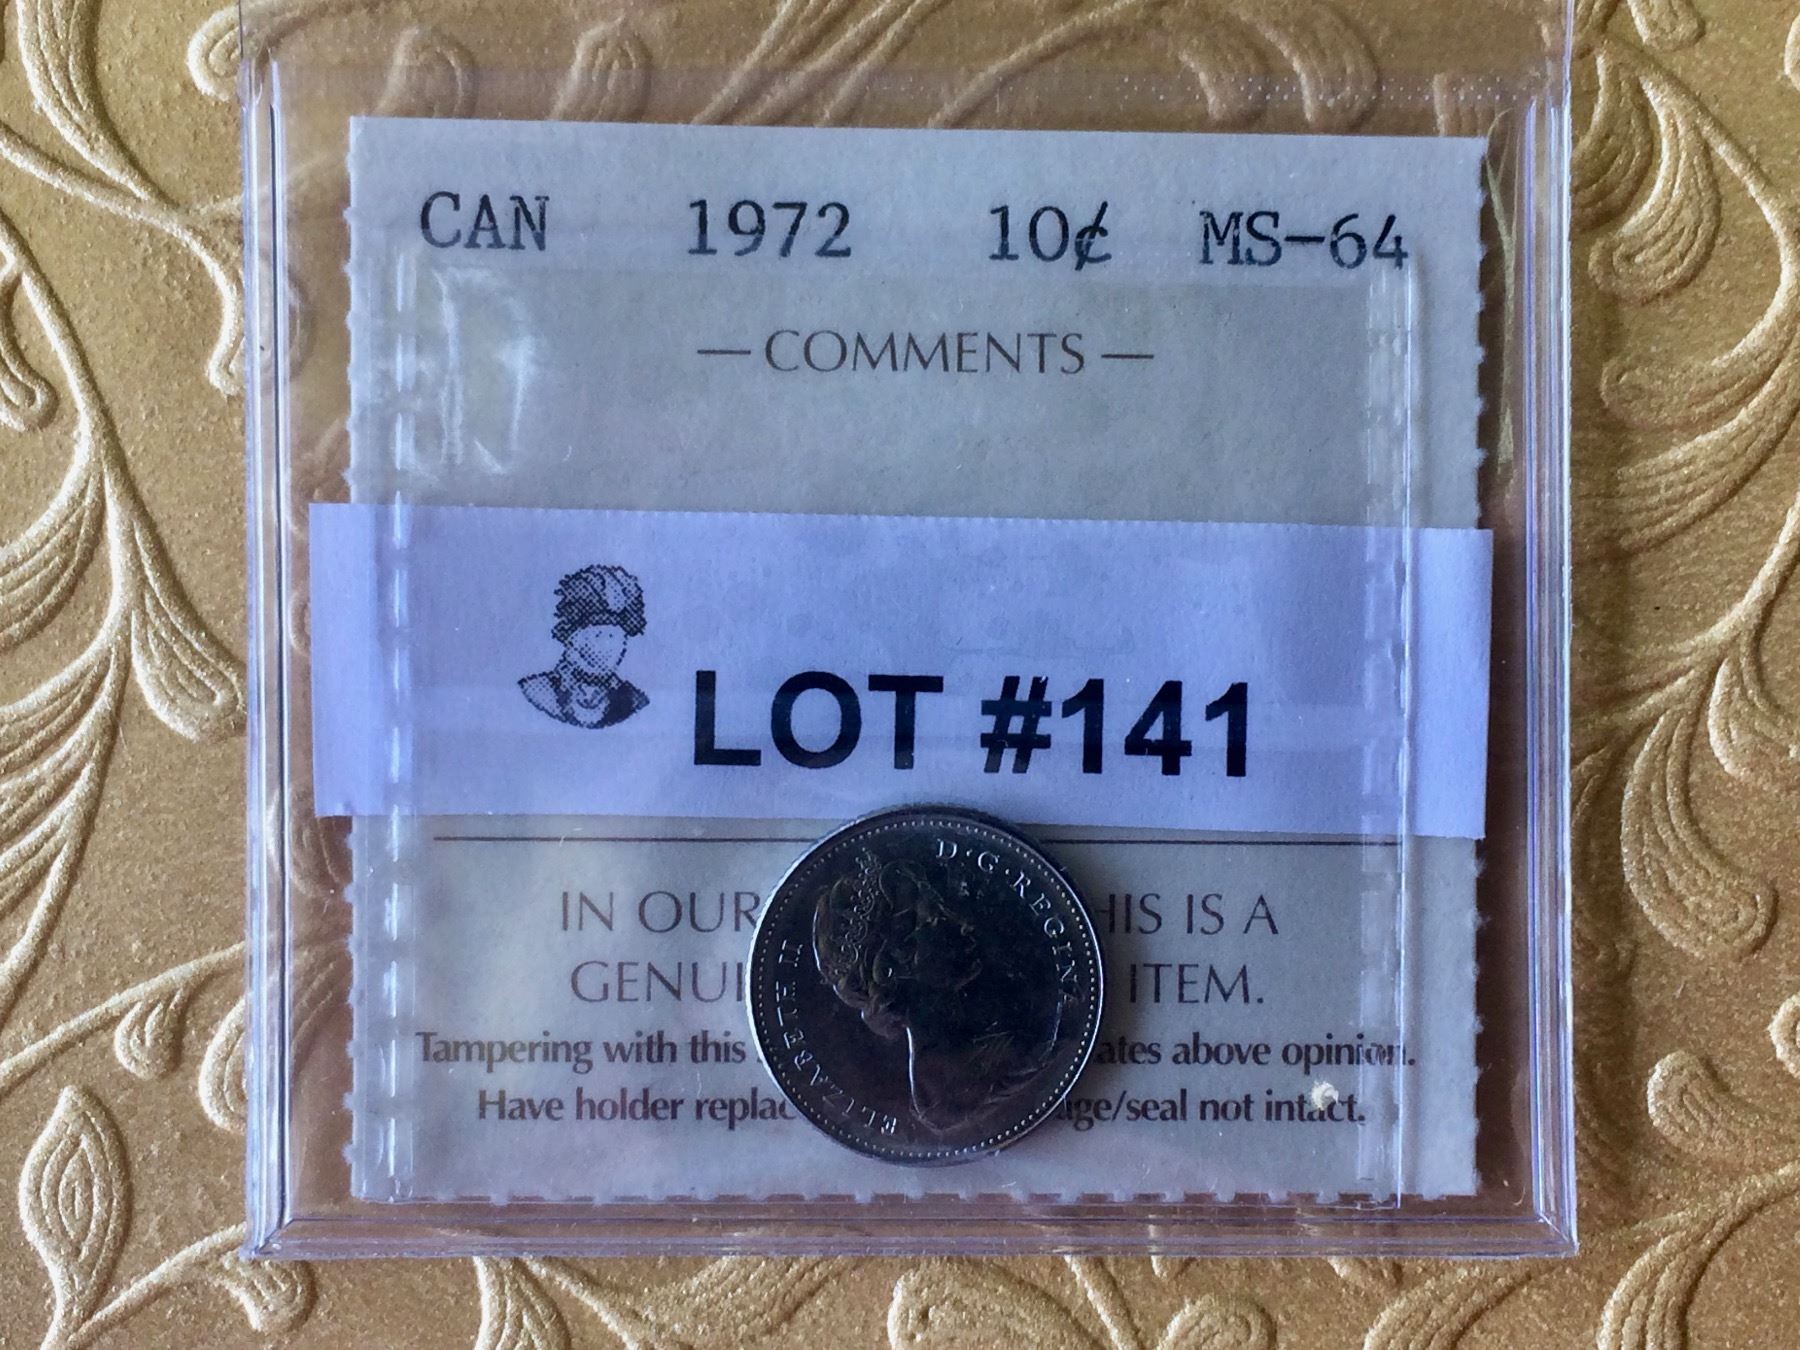 CAN 1972 10¢ MS-64
— COMMENTS —
LOT #141
IN OUR HIS IS A
GENUI ITEM.
Tampering with this ates above opinion.
Have holder replac ge/seal not intact.
ELIZABETH II D·G·REGINA